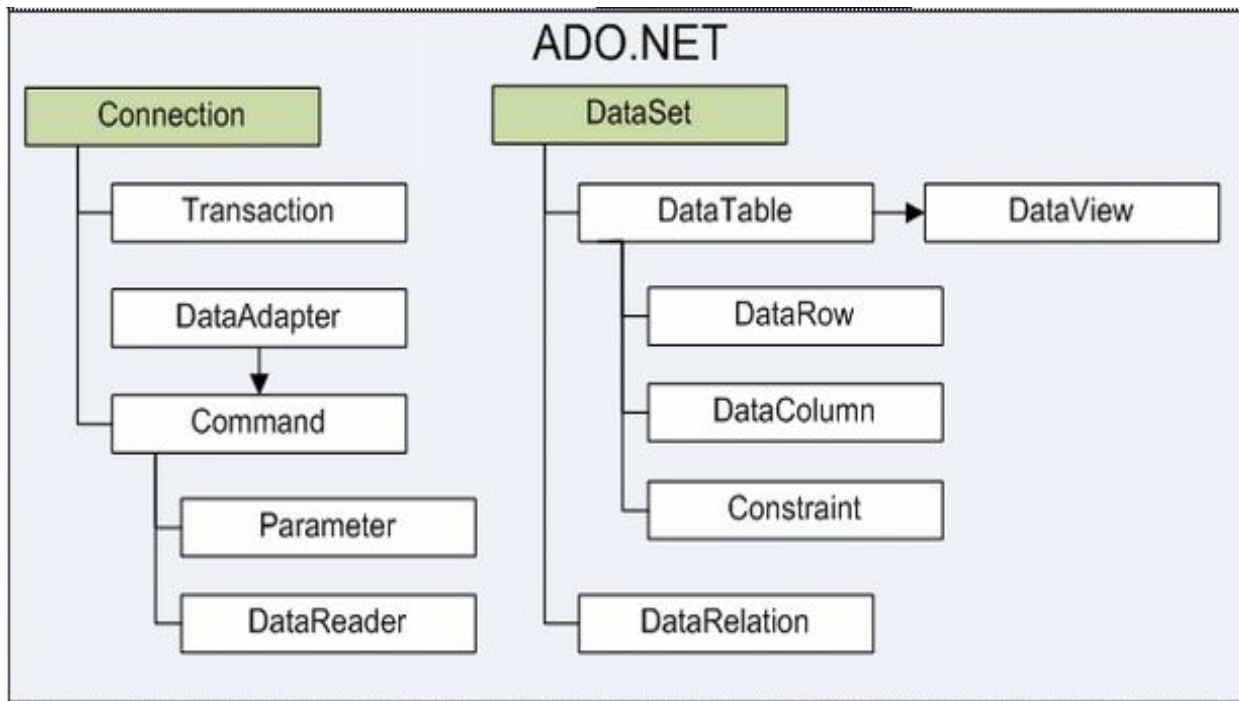 ADO.NET
Connection
Transaction
DataAdapter
Command
Parameter
DataReader
DataSet
DataTable
DataView
DataRow
DataColumn
Constraint
DataRelation